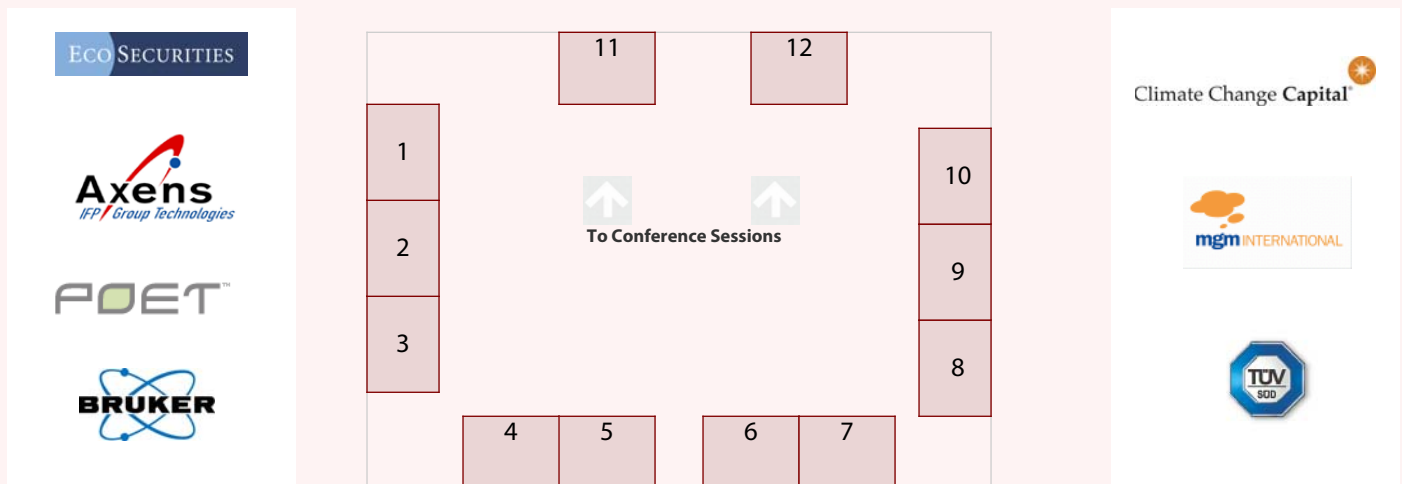 ECOSECURITIES
Axens
IFP Group Technologies
POET™
BRUKER
11
12
1
2
3
To Conference Sessions
10
9
8
4
5
6
7
Climate Change Capital®
mgm INTERNATIONAL
TÜV
SÜD